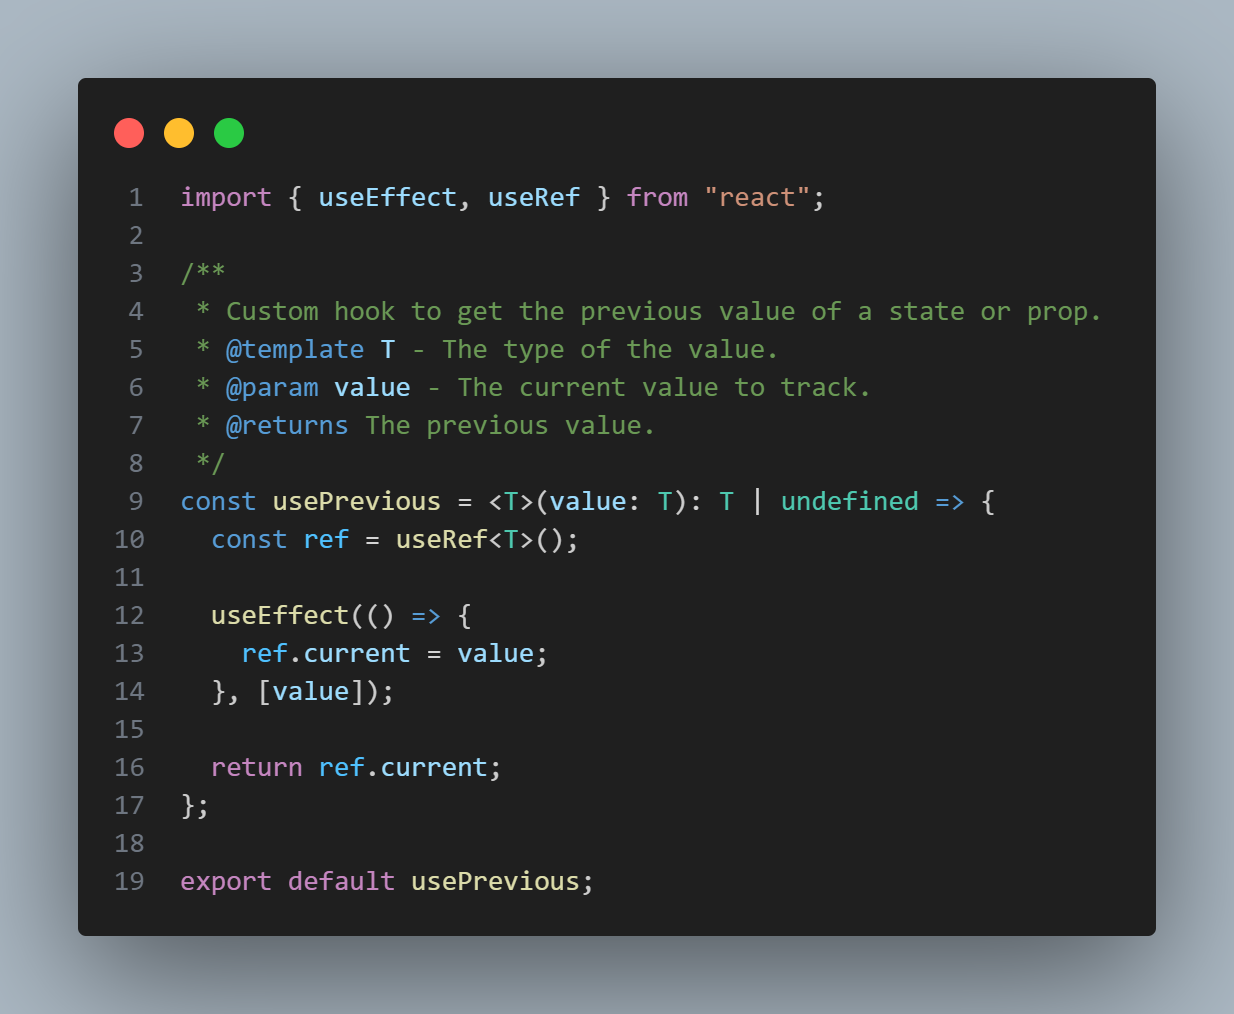 1 import { useEffect, useRef } from "react";
2
3 /**
4  * Custom hook to get the previous value of a state or prop.
5  * @template T - The type of the value.
6  * @param value - The current value to track.
7  * @returns The previous value.
8  */
9 const usePrevious = <T>(value: T): T | undefined => {
10   const ref = useRef<T>();
11
12   useEffect(() => {
13     ref.current = value;
14   }, [value]);
15
16   return ref.current;
17 };
18
19 export default usePrevious;